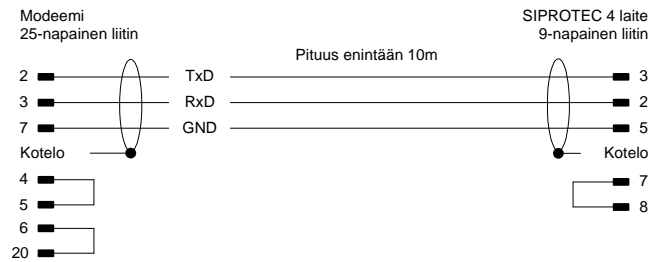 Modeemi
25-napainen liitin
SIPROTEC 4 laite
9-napainen liitin
Pituus enintään 10m
2 TxD 3
3 RxD 2
7 GND 5
Kotelo Kotelo
4 7
5 8
6
20